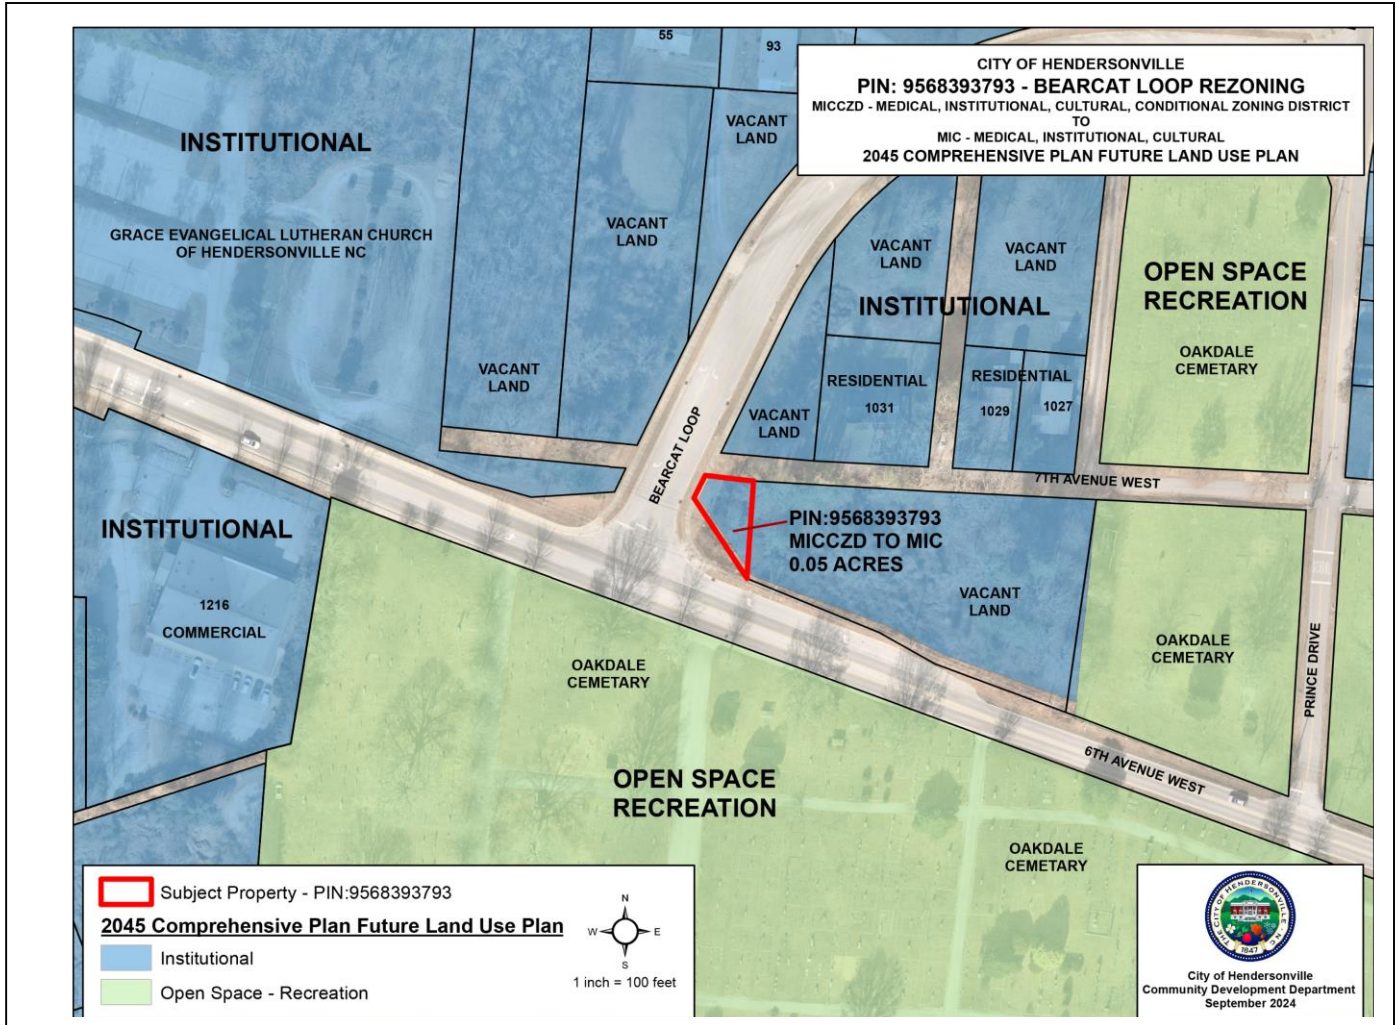 55
93
CITY OF HENDERSONVILLE
PIN: 9568393793 - BEARCAT LOOP REZONING
MICCZD - MEDICAL, INSTITUTIONAL, CULTURAL, CONDITIONAL ZONING DISTRICT
TO
MIC - MEDICAL, INSTITUTIONAL, CULTURAL
2045 COMPREHENSIVE PLAN FUTURE LAND USE PLAN
INSTITUTIONAL
VACANT
LAND
GRACE EVANGELICAL LUTHERAN CHURCH
OF HENDERSONVILLE NC
VACANT
LAND
VACANT
LAND
VACANT
LAND
INSTITUTIONAL
OPEN SPACE
RECREATION
OAKDALE
CEMETARY
VACANT
LAND
RESIDENTIAL
1031
RESIDENTIAL
1029
1027
VACANT
LAND
BEARCAT LOOP
7TH AVENUE WEST
INSTITUTIONAL
PIN:9568393793
MICCZD TO MIC
0.05 ACRES
1216
COMMERCIAL
VACANT
LAND
OAKDALE
CEMETARY
OAKDALE
CEMETARY
PRINCE DRIVE
6TH AVENUE WEST
OPEN SPACE
RECREATION
OAKDALE
CEMETARY
Subject Property - PIN:9568393793
2045 Comprehensive Plan Future Land Use Plan
Institutional
Open Space - Recreation
N
W E
S
1 inch = 100 feet
THE CITY OF HENDERSONVILLE - NC
1847
City of Hendersonville
Community Development Department
September 2024